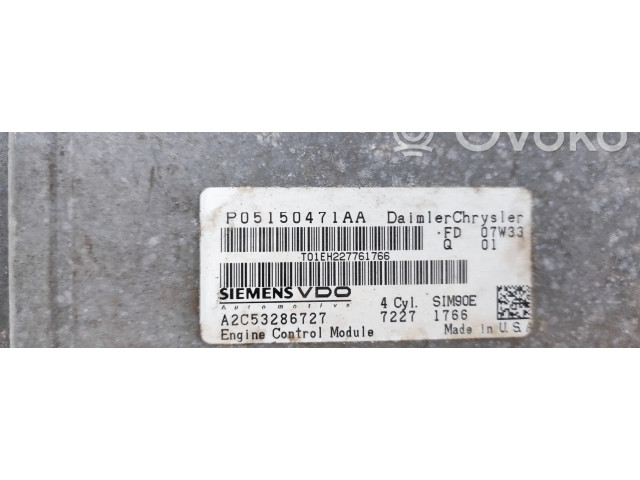 Ovoko
P05150471AA DaimlerChrysler
-FD 07W33
Q 01
T01EH227761766
SIEMENS VDO
Automotive
4 Cyl. SIM90E
A2C53286727 7227 1766
Engine Control Module Made in U.S.A